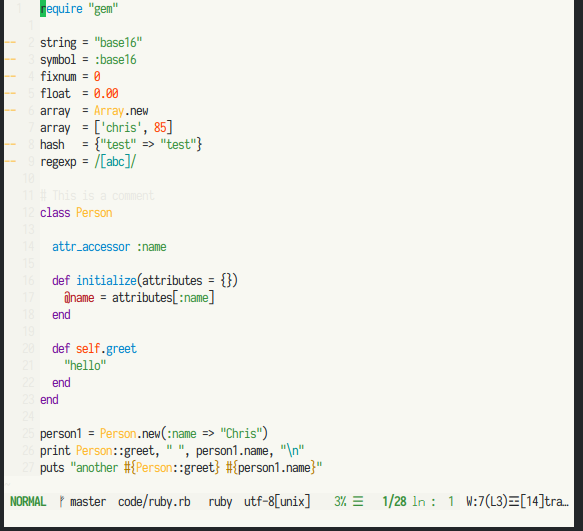 1 require "gem"
1
-- 2 string = "base16"
-- 3 symbol = :base16
-- 4 fixnum = 0
-- 5 float  = 0.00
-- 6 array  = Array.new
7 array  = ['chris', 85]
-- 8 hash   = {"test" => "test"}
-- 9 regexp = /[abc]/
10
11 # This is a comment
12 class Person
13
14   attr_accessor :name
15
16   def initialize(attributes = {})
17     @name = attributes[:name]
18   end
19
20   def self.greet
21     "hello"
22   end
23 end
24
25 person1 = Person.new(:name => "Chris")
26 print Person::greet, " ", person1.name, "\n"
27 puts "another #{Person::greet} #{person1.name}"
~
NORMAL master code/ruby.rb ruby utf-8[unix] 3% ☰ 1/28 ln : 1 W:7(L3)☲[14]tra…